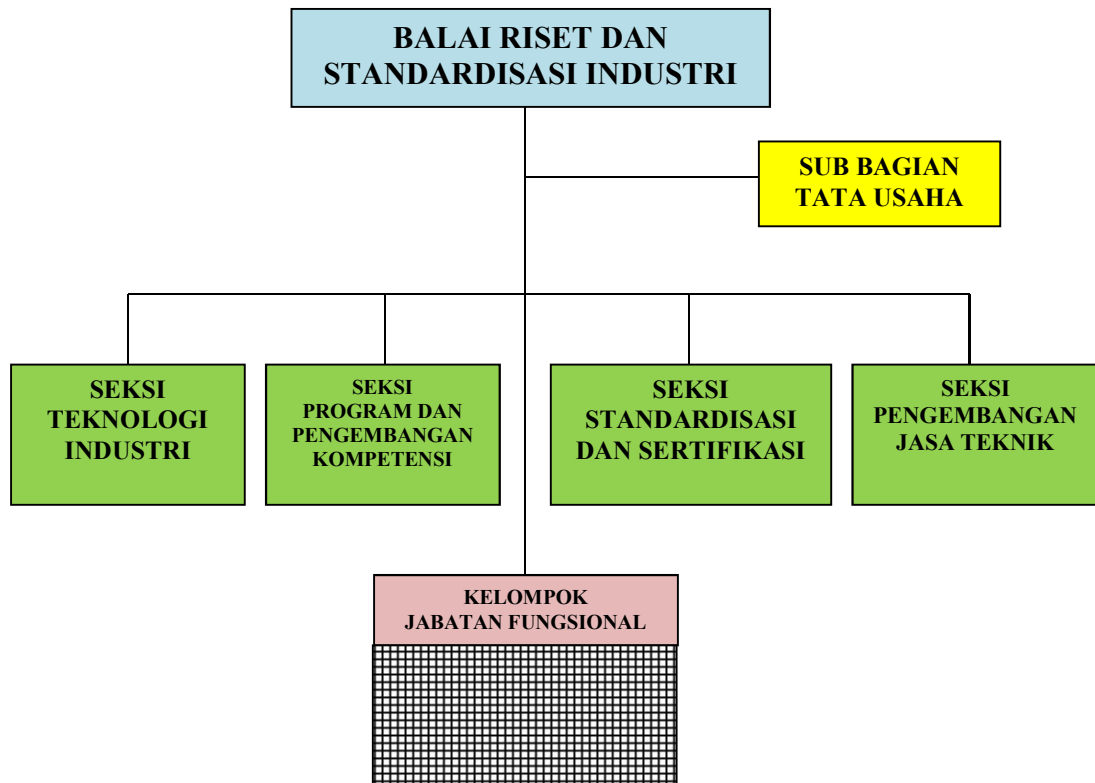 BALAI RISET DAN
STANDARDISASI INDUSTRI
SUB BAGIAN
TATA USAHA
SEKSI
TEKNOLOGI
INDUSTRI
SEKSI
PROGRAM DAN
PENGEMBANGAN
KOMPETENSI
SEKSI
STANDARDISASI
DAN SERTIFIKASI
SEKSI
PENGEMBANGAN
JASA TEKNIK
KELOMPOK
JABATAN FUNGSIONAL